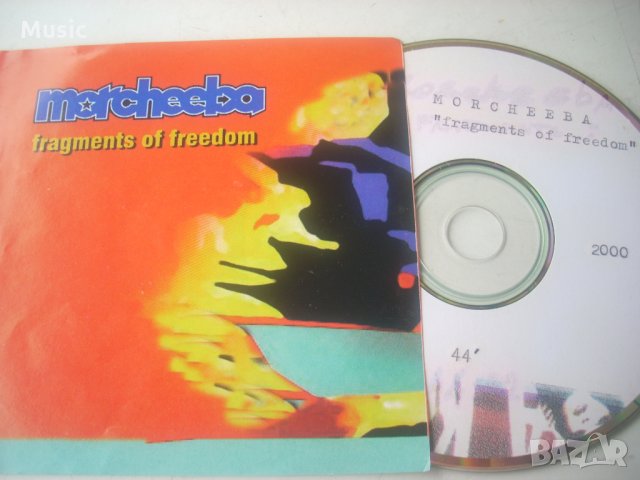 Music
morcheeba
fragments of freedom
MORCHEEBA
"fragments of freedom"
2000
44'
BAZAR